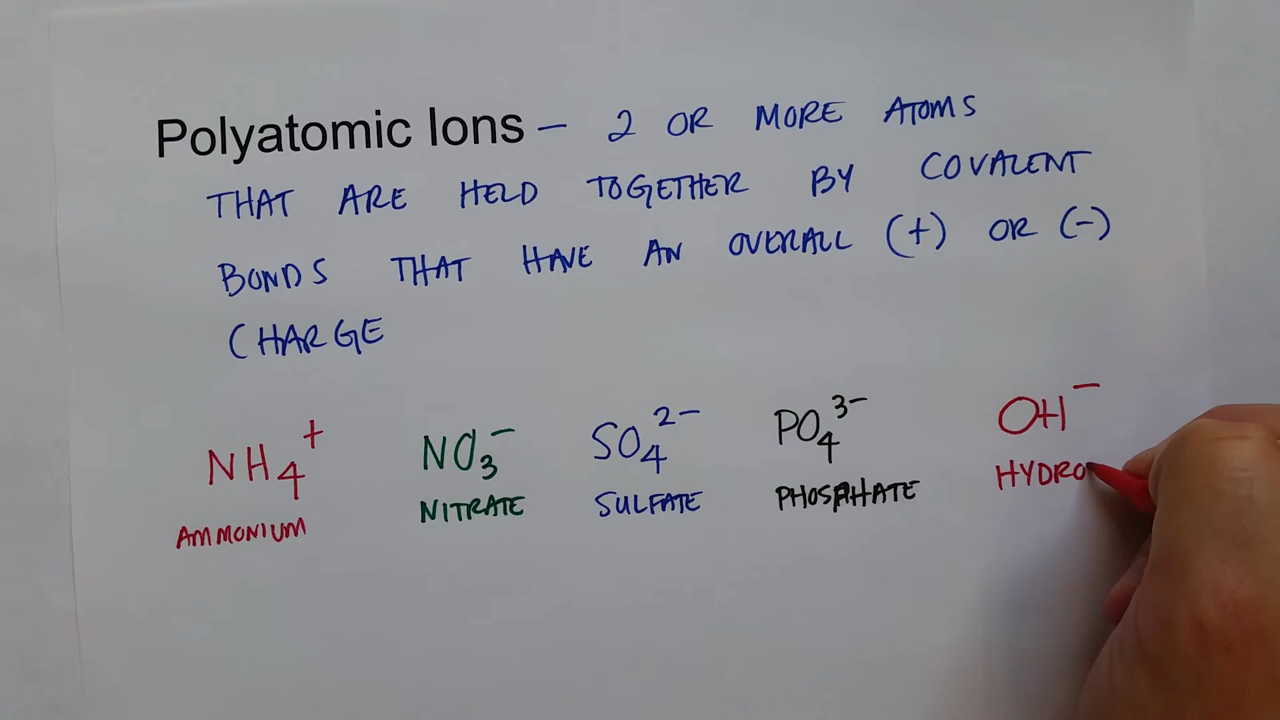 Polyatomic Ions - 2 OR MORE ATOMS
THAT ARE HELD TOGETHER BY COVALENT
BONDS THAT HAVE AN OVERALL (+) OR (-)
CHARGE
NH₄⁺ NO₃⁻ SO₄²⁻ PO₄³⁻ OH⁻
AMMONIUM NITRATE SULFATE PHOSPHATE HYDRO